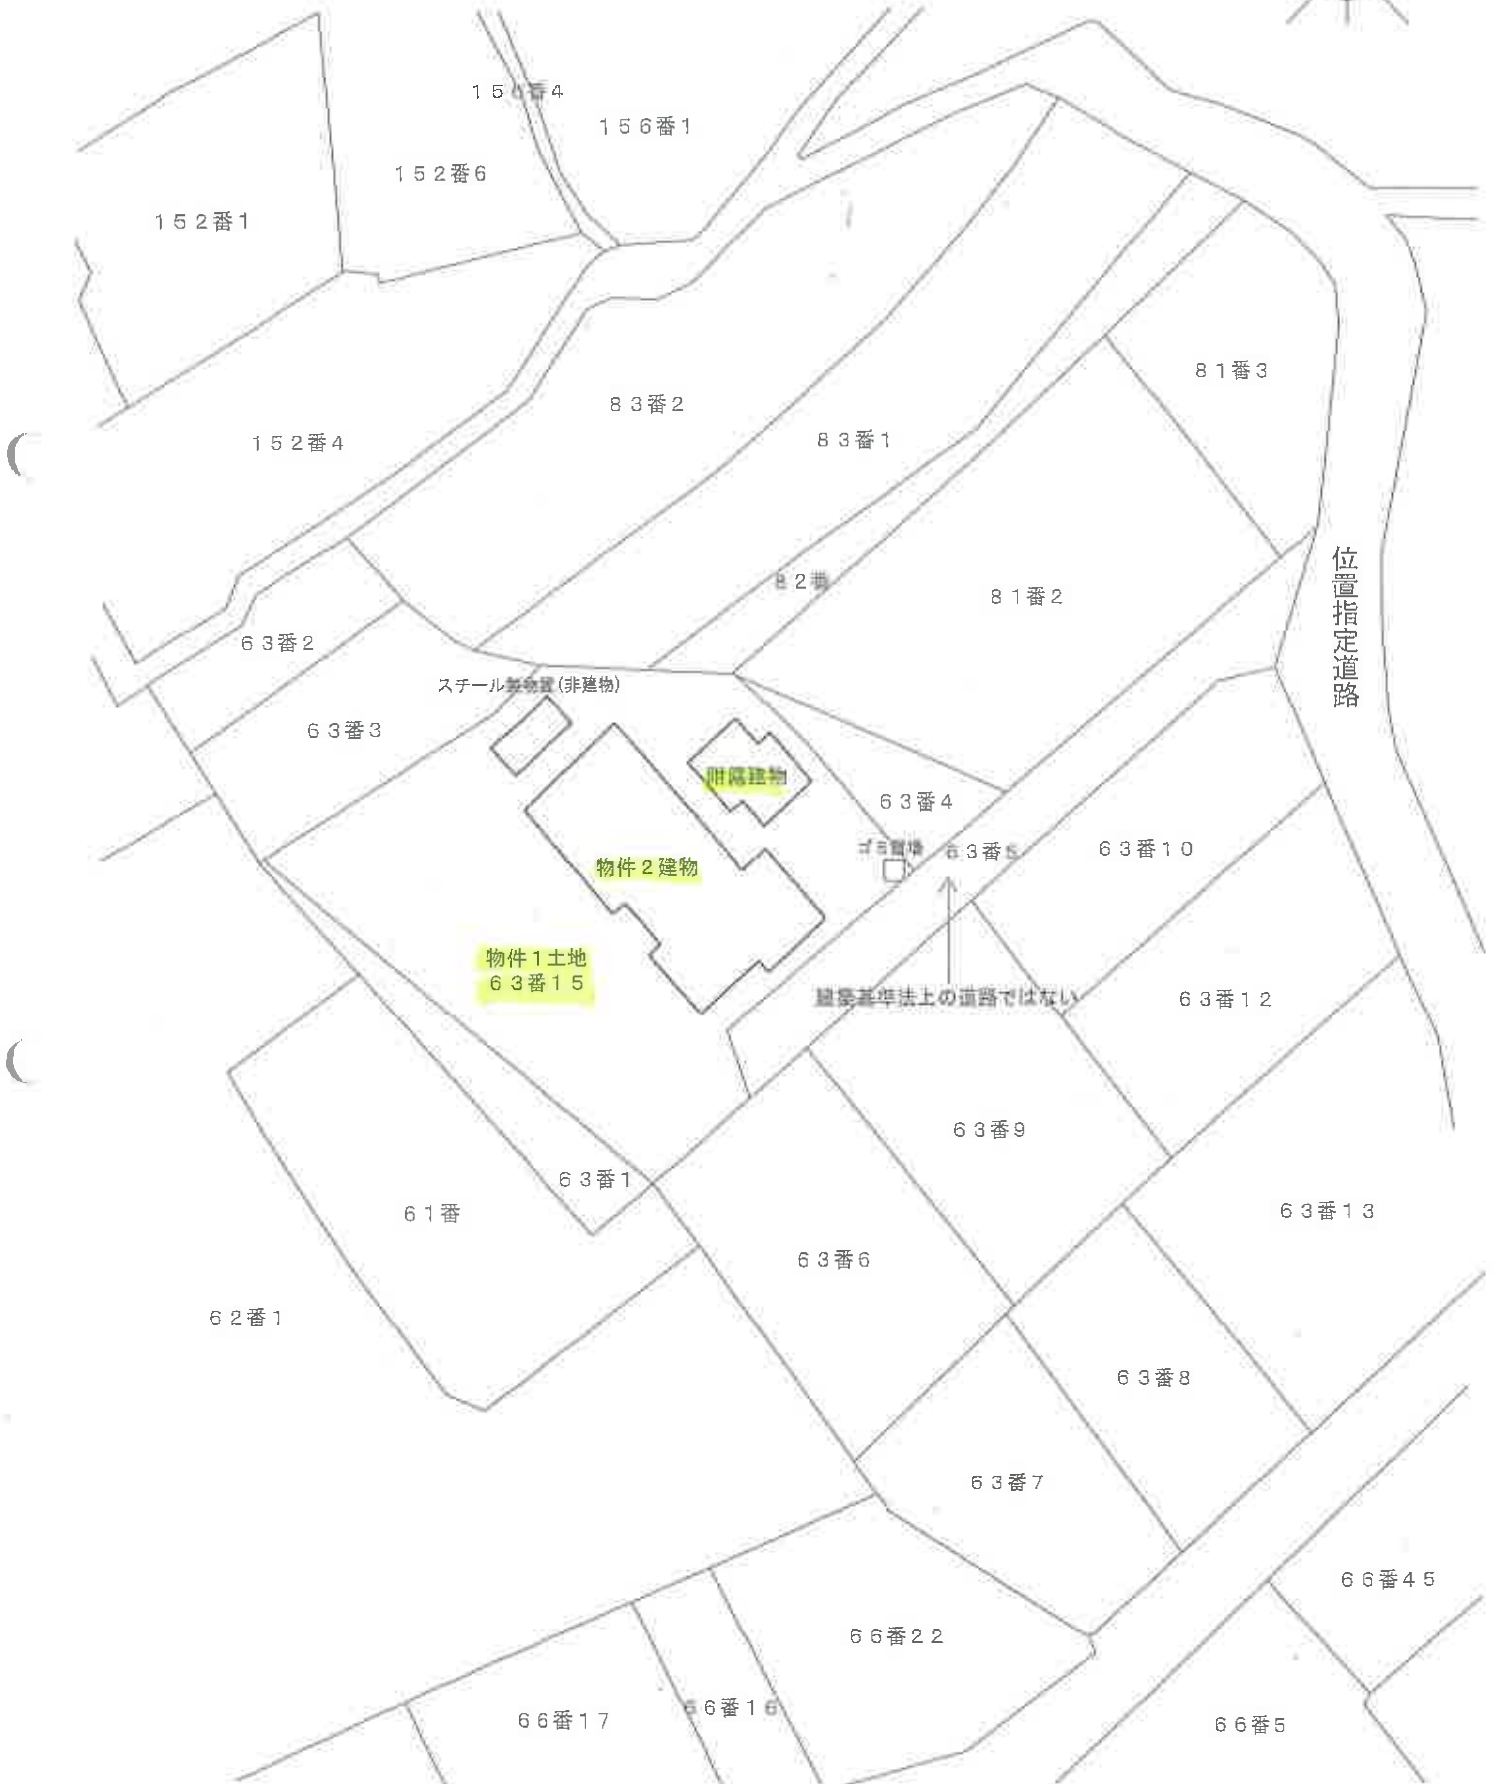 156番4
156番1
152番6
152番1
81番3
83番2
83番1
152番4
位置指定道路
82番
81番2
63番2
スチール製物置(非建物)
63番3
附属建物
63番4
ゴミ置場
63番5
63番10
物件2建物
物件1土地
63番15
建築基準法上の道路ではない
63番12
63番9
63番1
61番
63番13
63番6
62番1
63番8
63番7
66番45
66番22
66番16
66番17
66番5